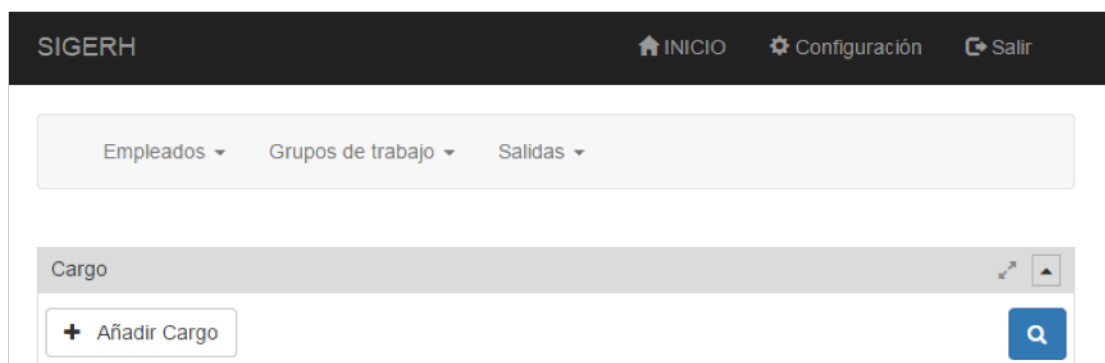 SIGERH INICIO Configuración Salir
Empleados Grupos de trabajo Salidas
Cargo
Añadir Cargo